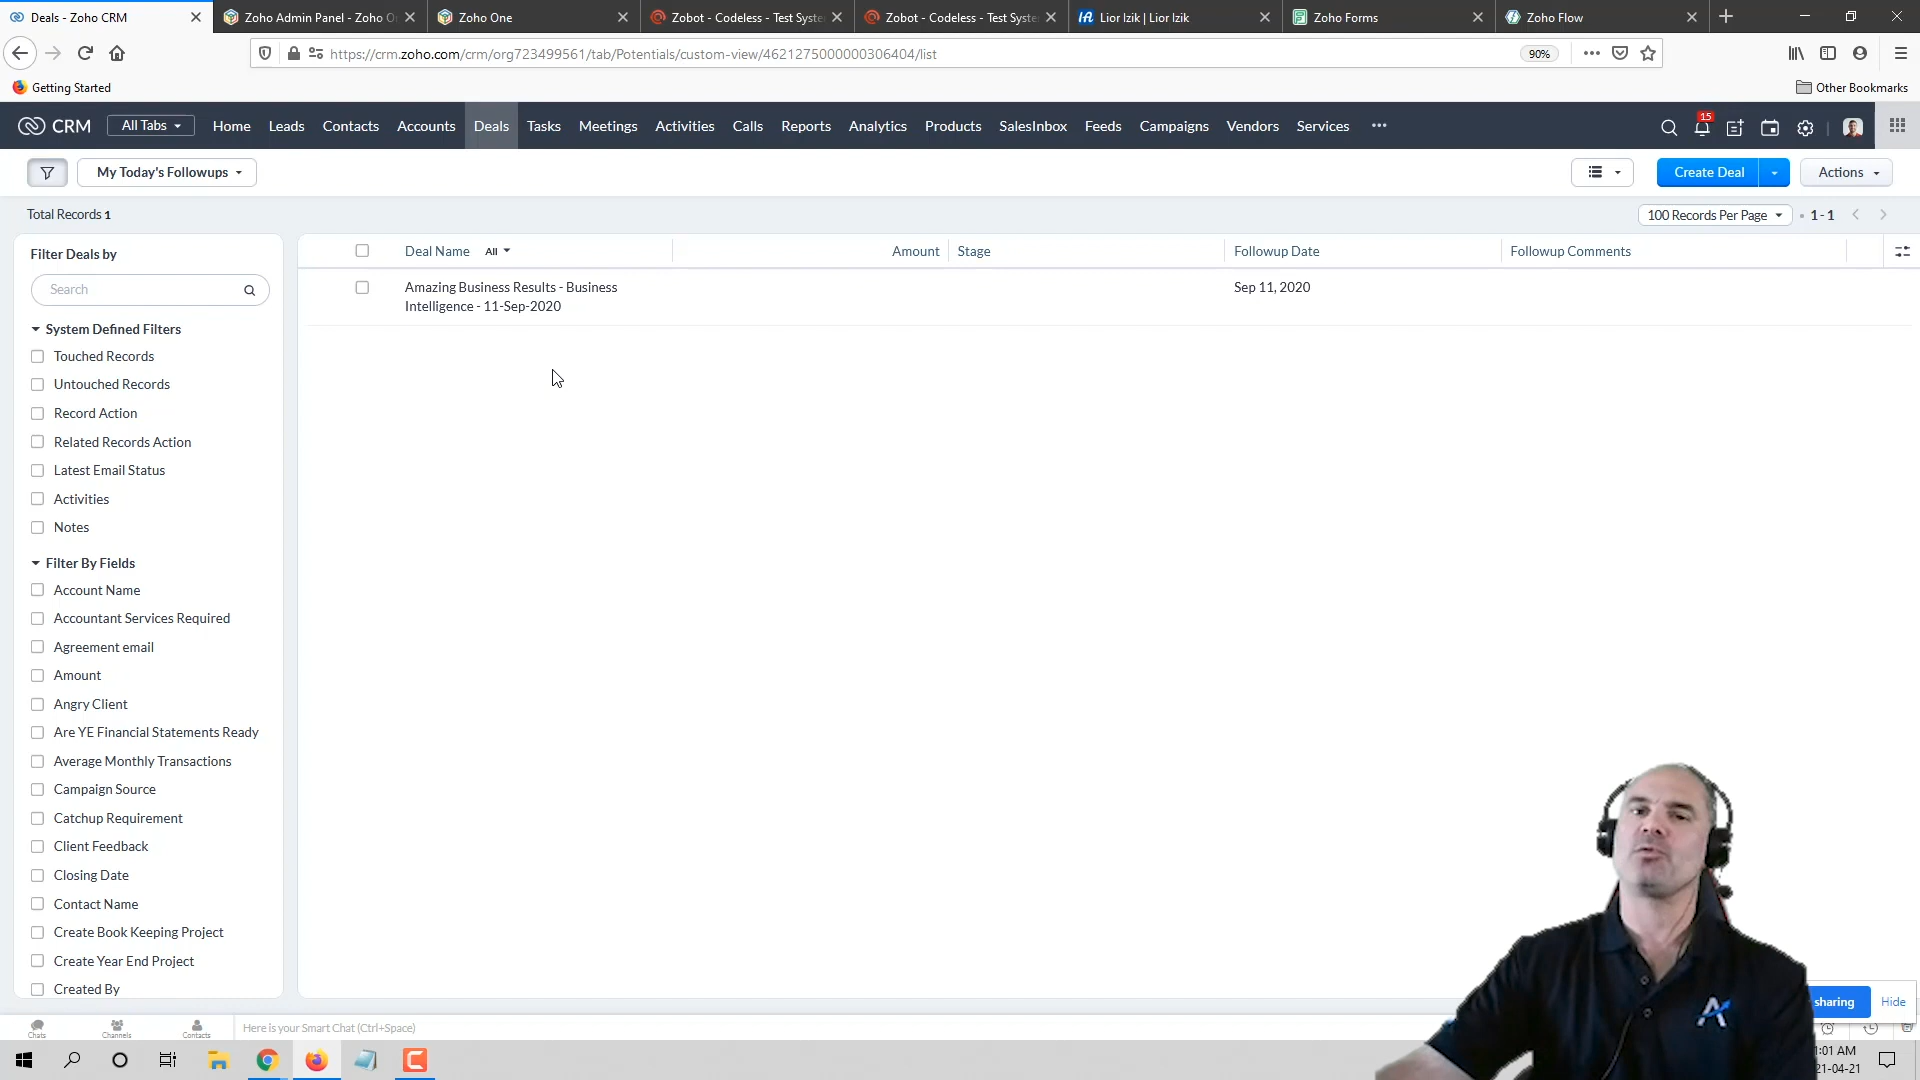 Deals - Zoho CRM
Zoho Admin Panel - Zoho O
Zoho One
Zobot - Codeless - Test Syste
Zobot - Codeless - Test Syste
Lior Izik | Lior Izik
Zoho Forms
Zoho Flow
https://crm.zoho.com/crm/org723499561/tab/Potentials/custom-view/4621275000000306404/list
90%
Getting Started
Other Bookmarks
CRM
All Tabs
Home
Leads
Contacts
Accounts
Deals
Tasks
Meetings
Activities
Calls
Reports
Analytics
Products
SalesInbox
Feeds
Campaigns
Vendors
Services
15
My Today's Followups
Create Deal
Actions
Total Records 1
100 Records Per Page
1 - 1
Filter Deals by
Search
System Defined Filters
Touched Records
Untouched Records
Record Action
Related Records Action
Latest Email Status
Activities
Notes
Filter By Fields
Account Name
Accountant Services Required
Agreement email
Amount
Angry Client
Are YE Financial Statements Ready
Average Monthly Transactions
Campaign Source
Catchup Requirement
Client Feedback
Closing Date
Contact Name
Create Book Keeping Project
Create Year End Project
Created By
Deal Name
All
Amount
Stage
Followup Date
Followup Comments
Amazing Business Results - Business
Intelligence - 11-Sep-2020
Sep 11, 2020
sharing
Hide
Chats
Channels
Contacts
Here is your Smart Chat (Ctrl+Space)
:01 AM
21-04-21